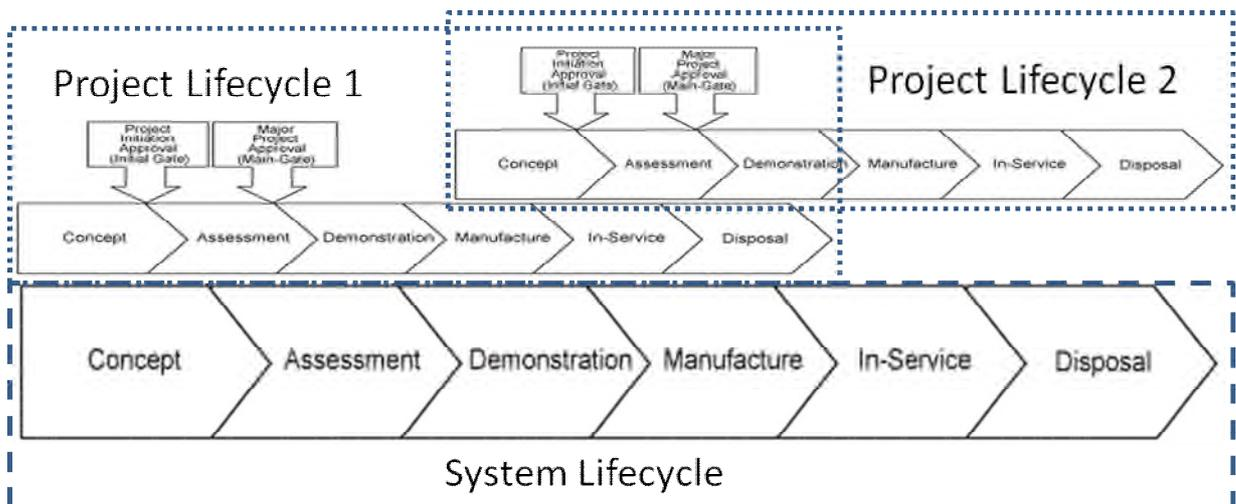 Project Lifecycle 1
Project
Initiation
Approval
(Initial Gate)
Major
Project
Approval
(Main-Gate)
Concept
Assessment
Demonstration
Manufacture
In-Service
Disposal
Project Lifecycle 2
Project
Initiation
Approval
(Initial Gate)
Major
Project
Approval
(Main-Gate)
Concept
Assessment
Demonstration
Manufacture
In-Service
Disposal
Concept
Assessment
Demonstration
Manufacture
In-Service
Disposal
System Lifecycle